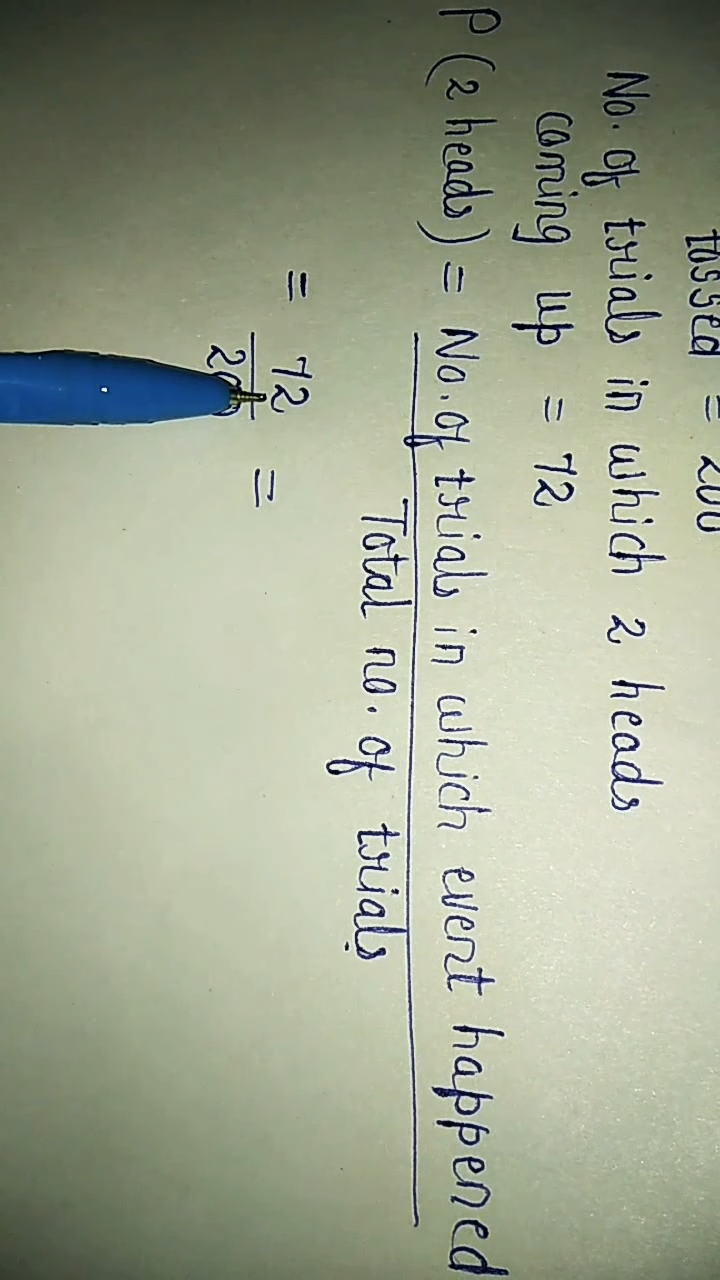 tossed = 200
No. of trials in which 2 heads
coming up = 72
P (2 heads) = No. of trials in which event happened
Total no. of trials
= 72
2 =